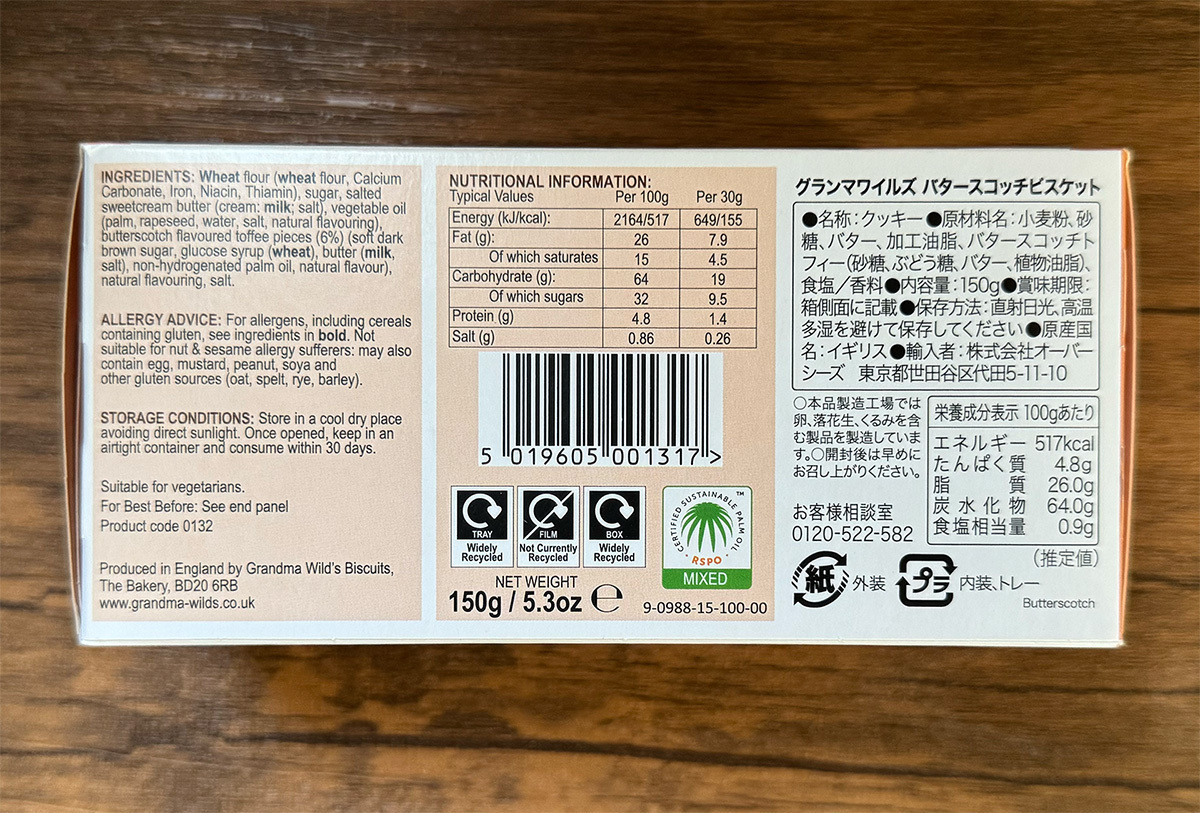 INGREDIENTS: Wheat flour (wheat flour, Calcium
Carbonate, Iron, Niacin, Thiamin), sugar, salted
sweetcream butter (cream: milk; salt), vegetable oil
(palm, rapeseed, water, salt, natural flavouring),
butterscotch flavoured toffee pieces (6%) (soft dark
brown sugar, glucose syrup (wheat), butter (milk,
salt), non-hydrogenated palm oil, natural flavour),
natural flavouring, salt.
ALLERGY ADVICE: For allergens, including cereals
containing gluten, see ingredients in bold. Not
suitable for nut & sesame allergy sufferers: may also
contain egg, mustard, peanut, soya and
other gluten sources (oat, spelt, rye, barley).
STORAGE CONDITIONS: Store in a cool dry place
avoiding direct sunlight. Once opened, keep in an
airtight container and consume within 30 days.
Suitable for vegetarians.
For Best Before: See end panel
Product code 0132
Produced in England by Grandma Wild's Biscuits,
The Bakery, BD20 6RB
www.grandma-wilds.co.uk
NUTRITIONAL INFORMATION:
Typical Values Per 100g Per 30g
Energy (kJ/kcal): 2164/517 649/155
Fat (g): 26 7.9
Of which saturates 15 4.5
Carbohydrate (g): 64 19
Of which sugars 32 9.5
Protein (g) 4.8 1.4
Salt (g) 0.86 0.26
5 019605 001317 >
TRAY
Widely
Recycled
FILM
Not Currently
Recycled
BOX
Widely
Recycled
CERTIFIED SUSTAINABLE PALM OIL ™
RSPO
MIXED
NET WEIGHT
150g / 5.3oz ℮
9-0988-15-100-00
グランマワイルズ バタースコッチビスケット
●名称：クッキー●原材料名：小麦粉、砂
糖、バター、加工油脂、バタースコッチト
フィー(砂糖、ぶどう糖、バター、植物油脂)、
食塩／香料●内容量：150g●賞味期限：
箱側面に記載●保存方法：直射日光、高温
多湿を避けて保存してください●原産国
名：イギリス●輸入者：株式会社オーバー
シーズ 東京都世田谷区代田5-11-10
○本品製造工場では
卵、落花生、くるみを含
む製品を製造していま
す。○開封後は早めに
お召し上がりください。
お客様相談室
0120-522-582
栄養成分表示 100gあたり
エネルギー 517kcal
たんぱく質 4.8g
脂質 26.0g
炭水化物 64.0g
食塩相当量 0.9g
(推定値)
紙 外装
プラ 内装、トレー
Butterscotch